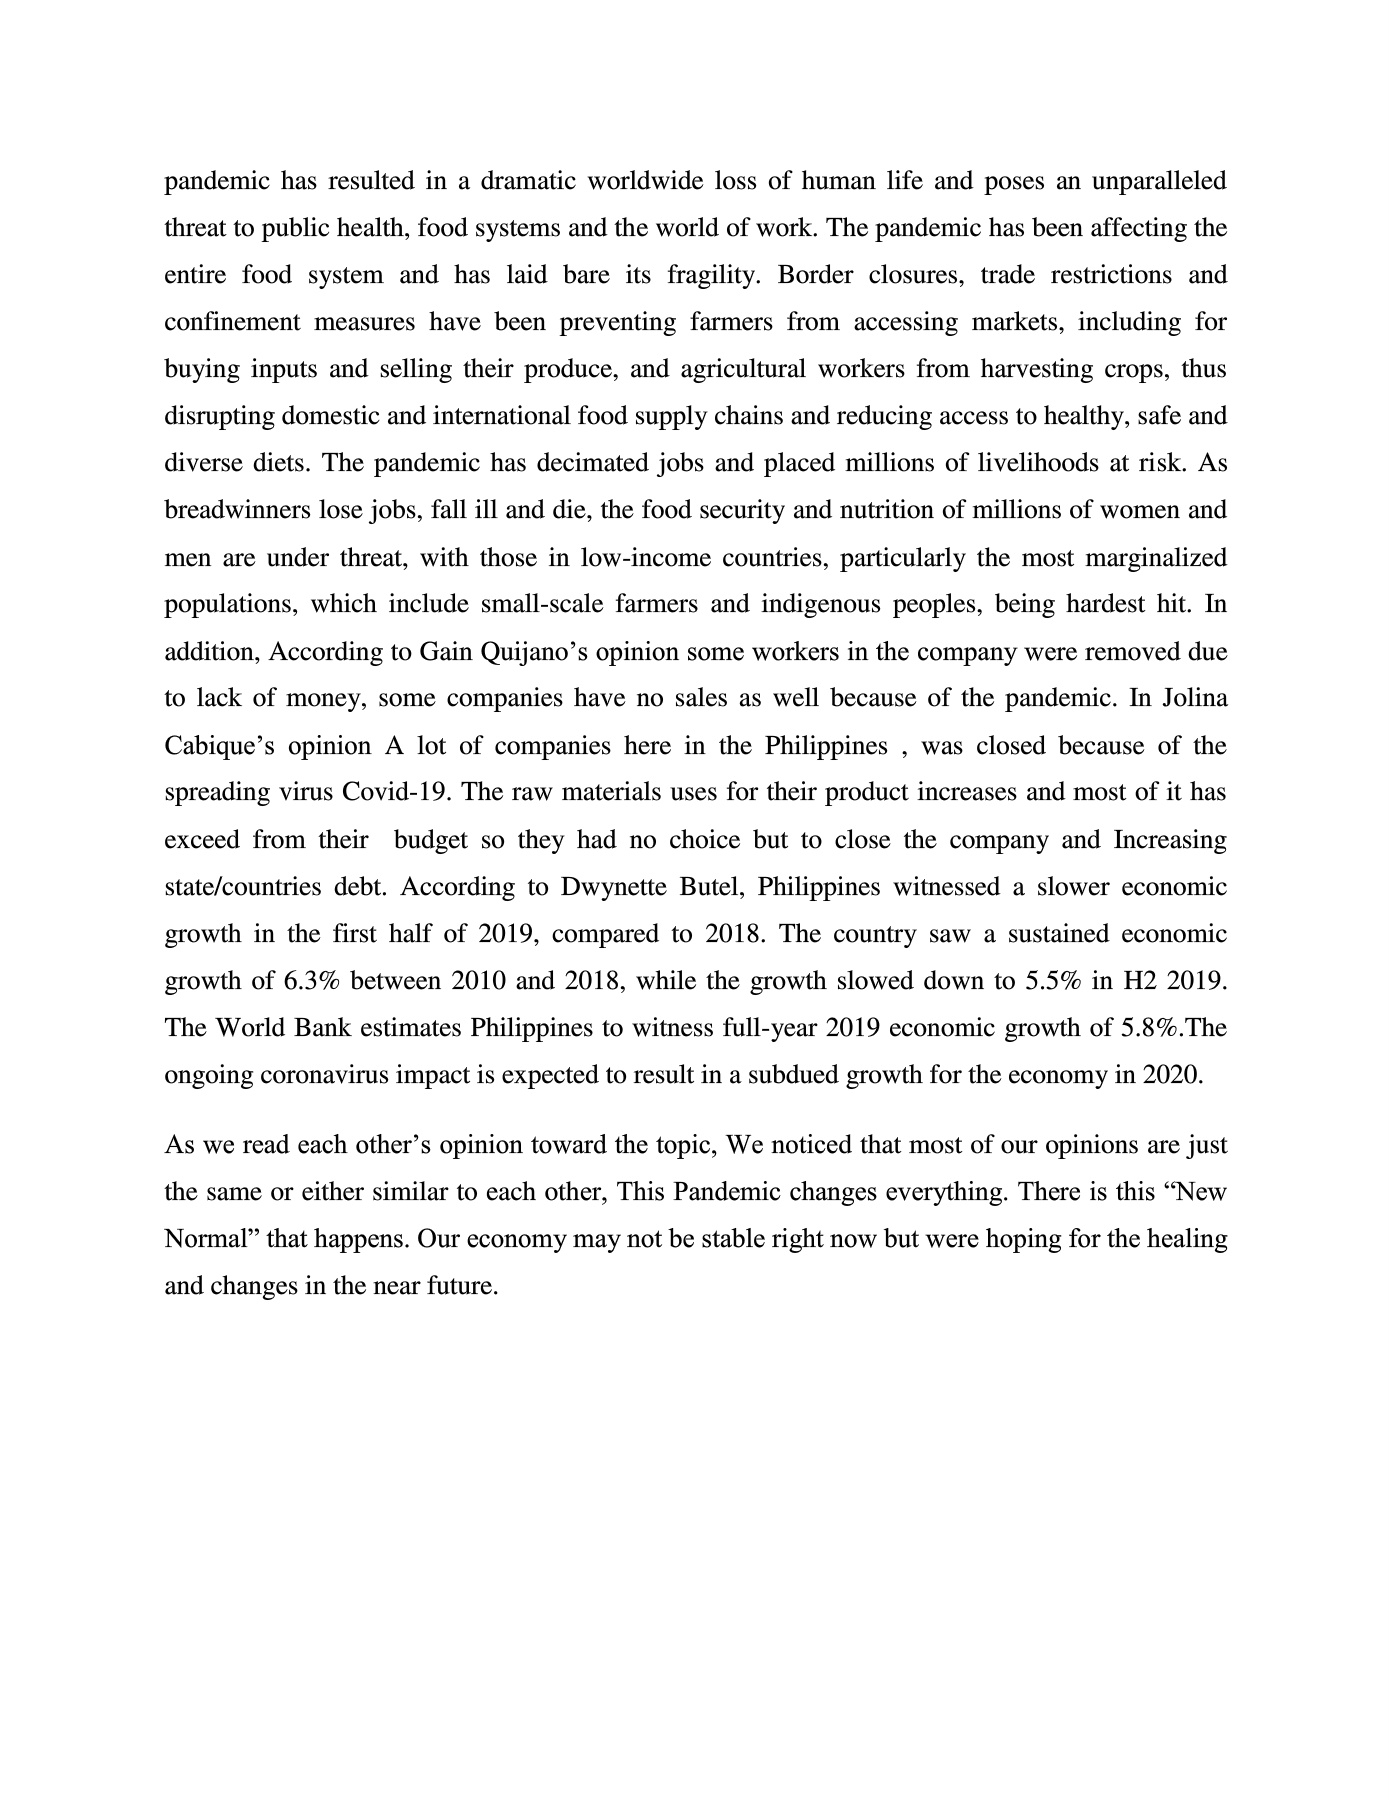 pandemic has resulted in a dramatic worldwide loss of human life and poses an unparalleled
threat to public health, food systems and the world of work. The pandemic has been affecting the
entire food system and has laid bare its fragility. Border closures, trade restrictions and
confinement measures have been preventing farmers from accessing markets, including for
buying inputs and selling their produce, and agricultural workers from harvesting crops, thus
disrupting domestic and international food supply chains and reducing access to healthy, safe and
diverse diets. The pandemic has decimated jobs and placed millions of livelihoods at risk. As
breadwinners lose jobs, fall ill and die, the food security and nutrition of millions of women and
men are under threat, with those in low-income countries, particularly the most marginalized
populations, which include small-scale farmers and indigenous peoples, being hardest hit. In
addition, According to Gain Quijano’s opinion some workers in the company were removed due
to lack of money, some companies have no sales as well because of the pandemic. In Jolina
Cabique’s opinion A lot of companies here in the Philippines , was closed because of the
spreading virus Covid-19. The raw materials uses for their product increases and most of it has
exceed from their  budget so they had no choice but to close the company and Increasing
state/countries debt. According to Dwynette Butel, Philippines witnessed a slower economic
growth in the first half of 2019, compared to 2018. The country saw a sustained economic
growth of 6.3% between 2010 and 2018, while the growth slowed down to 5.5% in H2 2019.
The World Bank estimates Philippines to witness full-year 2019 economic growth of 5.8%.The
ongoing coronavirus impact is expected to result in a subdued growth for the economy in 2020.
As we read each other’s opinion toward the topic, We noticed that most of our opinions are just
the same or either similar to each other, This Pandemic changes everything. There is this “New
Normal” that happens. Our economy may not be stable right now but were hoping for the healing
and changes in the near future.